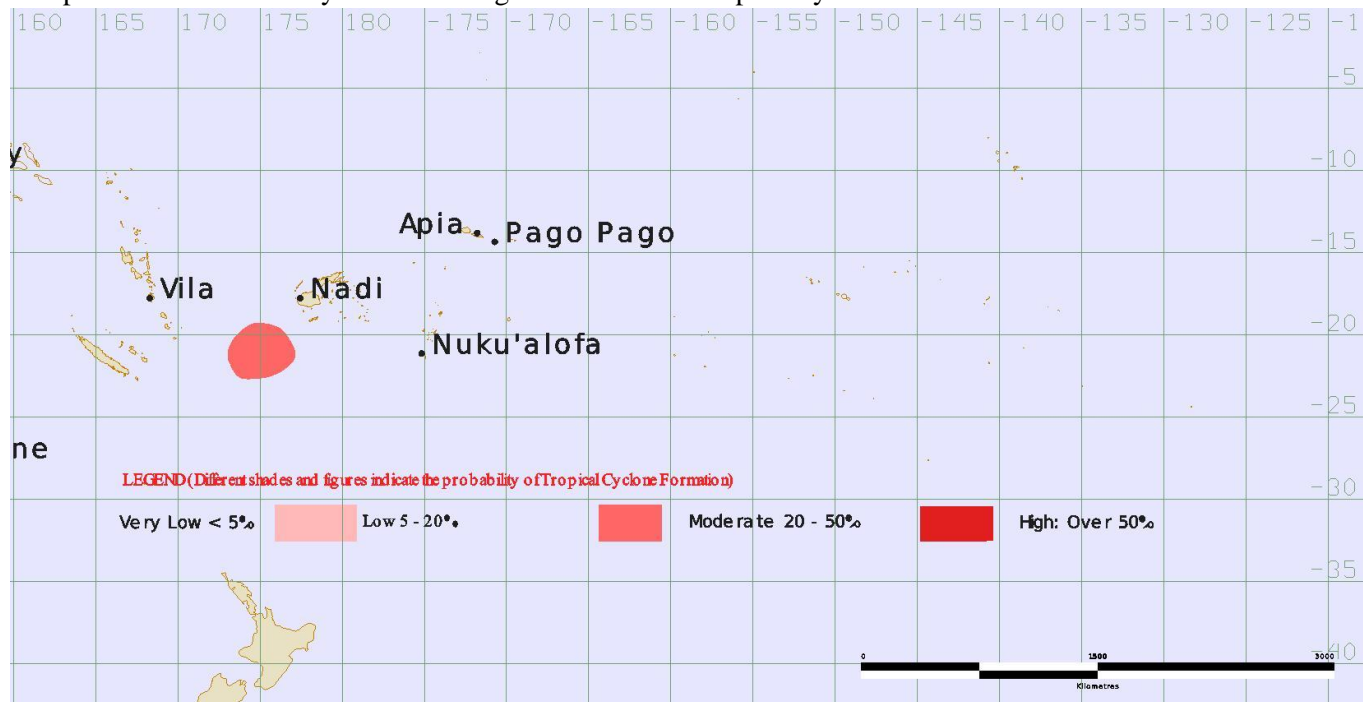 160 165 170 175 180 -175 -170 -165 -160 -155 -150 -145 -140 -135 -130 -125 -1
-5
y
-10
Apia Pago Pago
-15
Vila Nadi
-20
Nuku'alofa
-25
ne
LEGEND (Different shades and figures indicate the probability of Tropical Cyclone Formation)
-30
Very Low < 5% Low 5 - 20% Moderate 20 - 50% High: Over 50%
-35
0 1500 3000
-40
Kilometres